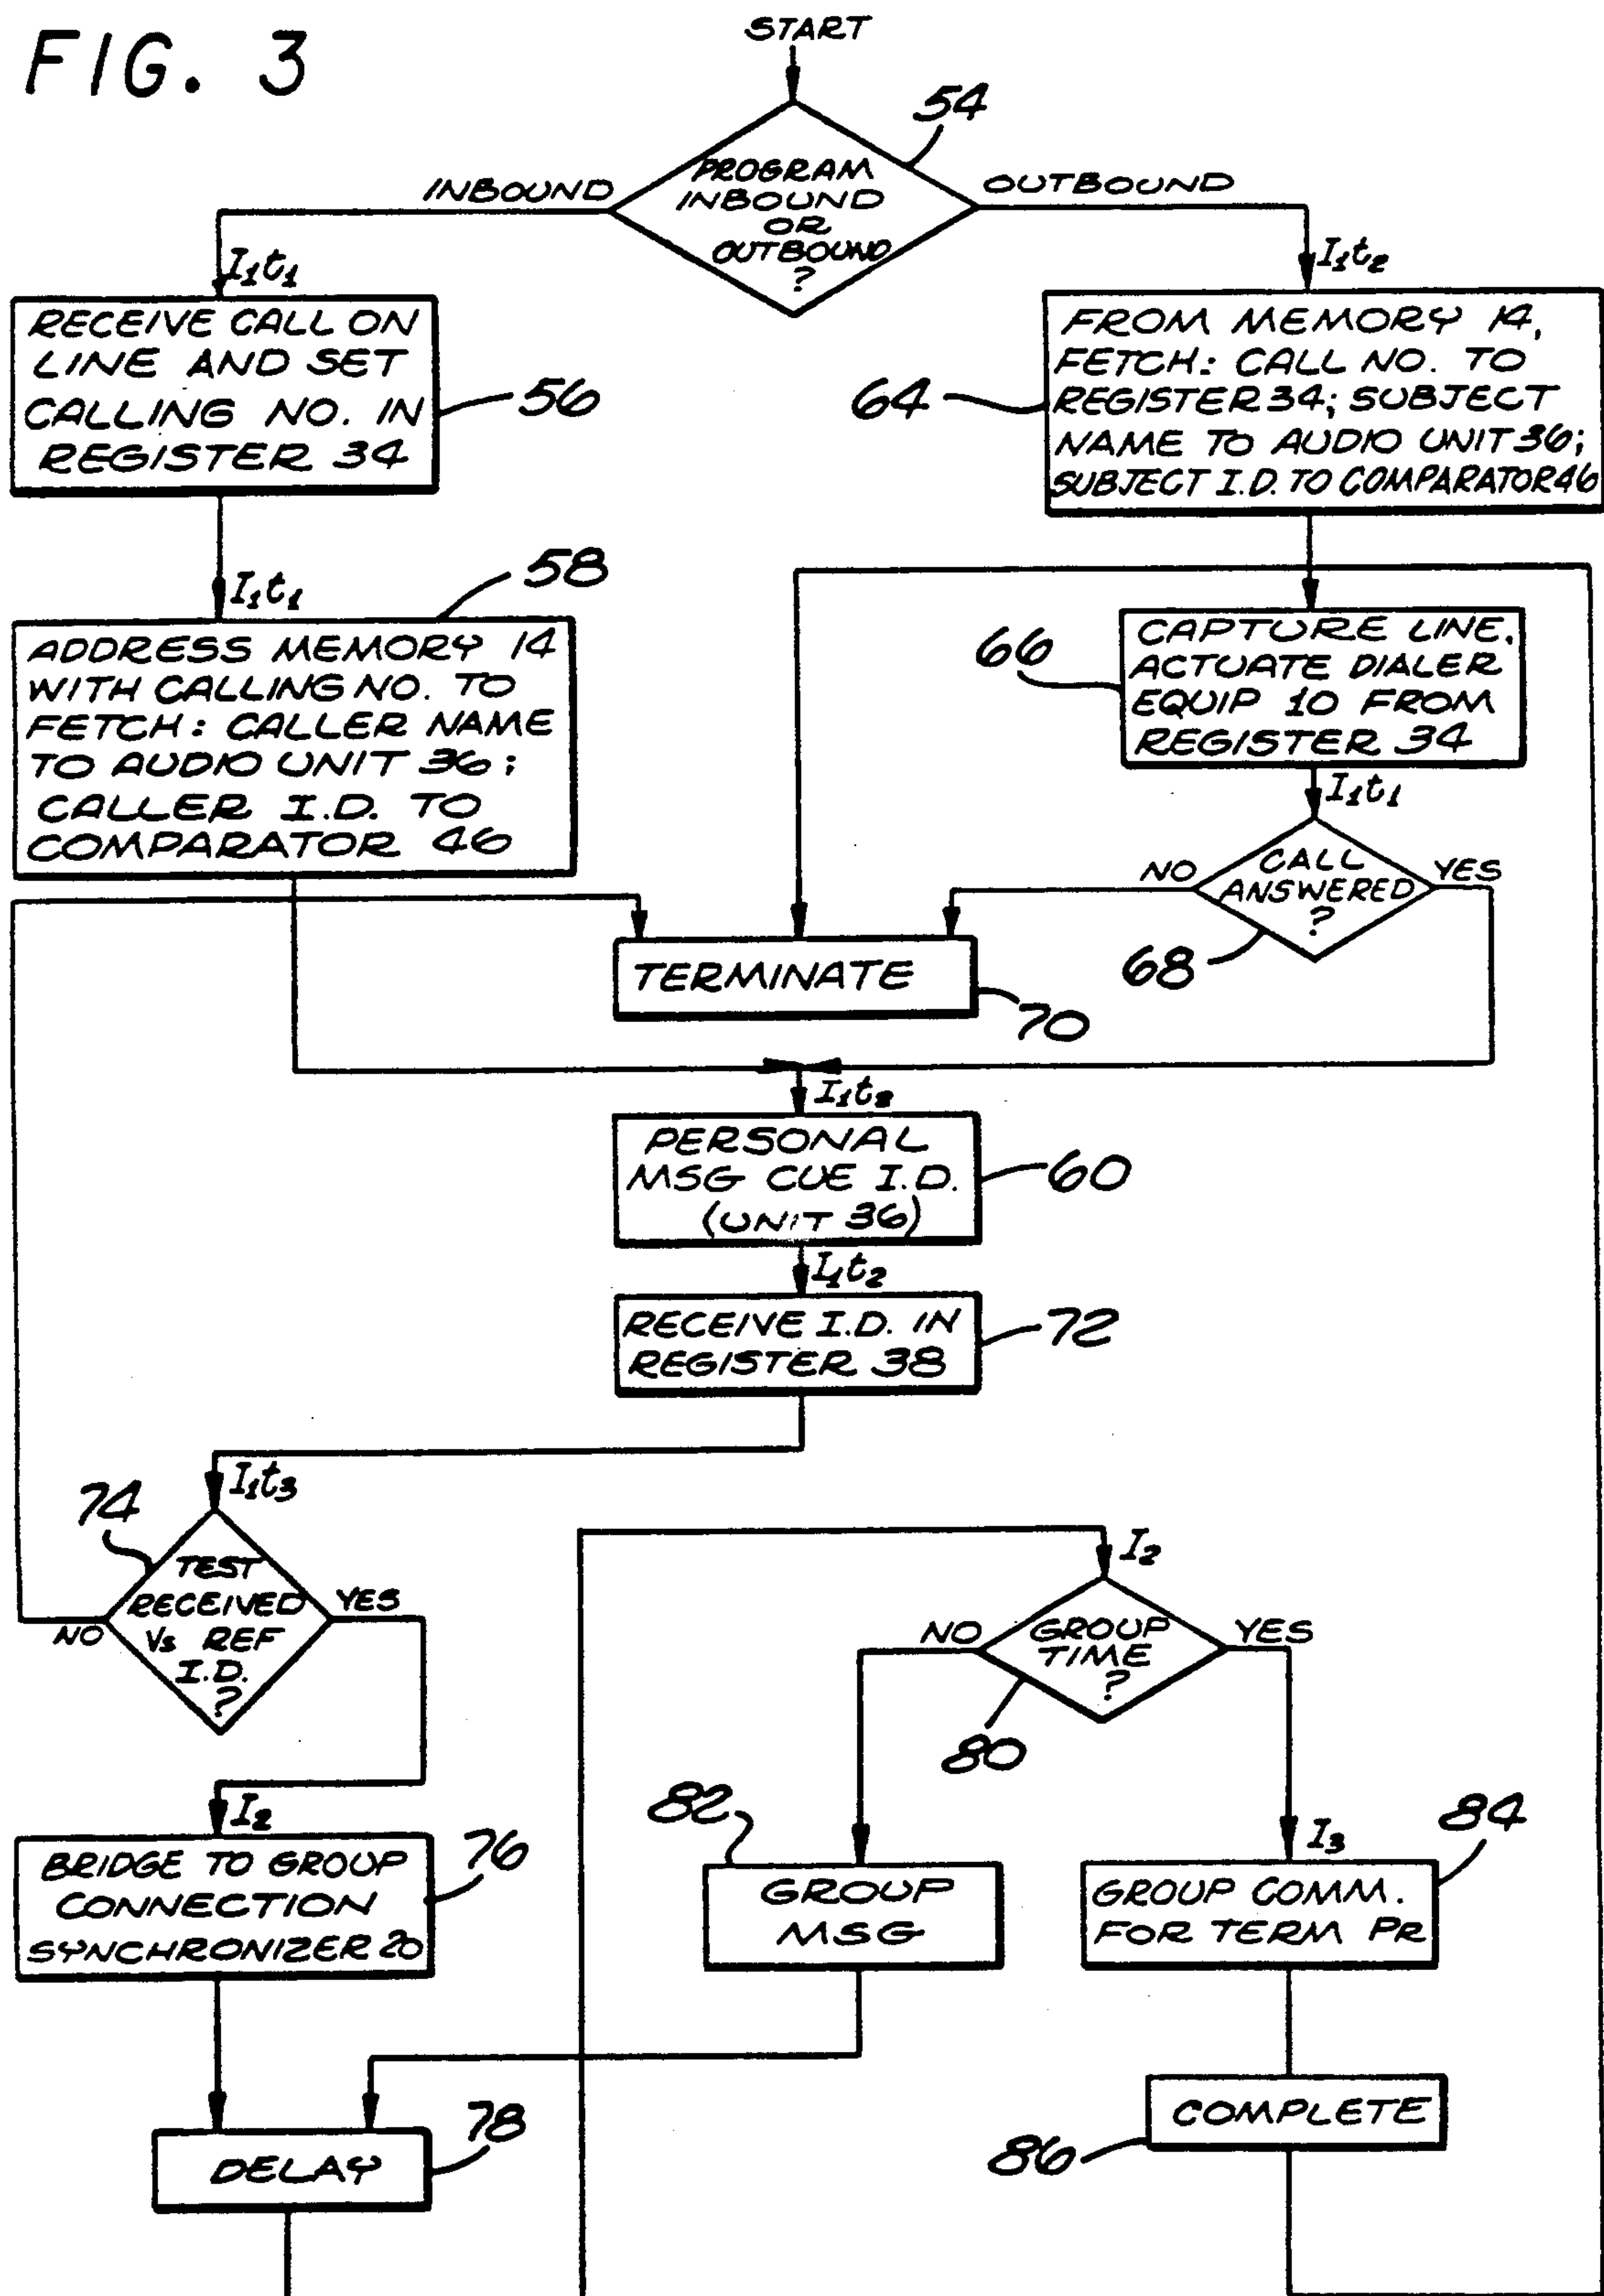 FIG. 3
START
54
PROGRAM
INBOUND
OR
OUTBOUND
?
INBOUND
OUTBOUND
I₁t₁
I₁t₂
RECEIVE CALL ON
LINE AND SET
CALLING NO. IN
REGISTER 34
56
64
FROM MEMORY 14,
FETCH: CALL NO. TO
REGISTER 34; SUBJECT
NAME TO AUDIO UNIT 36;
SUBJECT I.D. TO COMPARATOR 46
I₁t₁
58
ADDRESS MEMORY 14
WITH CALLING NO. TO
FETCH: CALLER NAME
TO AUDIO UNIT 36;
CALLER I.D. TO
COMPARATOR 46
66
CAPTURE LINE.
ACTUATE DIALER
EQUIP 10 FROM
REGISTER 34
I₁t₁
NO
CALL
ANSWERED
?
YES
68
TERMINATE
70
I₁t₂
PERSONAL
MSG CUE I.D.
(UNIT 36)
60
I₁t₂
RECEIVE I.D. IN
REGISTER 38
72
I₁t₃
74
TEST
RECEIVED
Vs REF
I.D.
?
NO
YES
I₂
GROUP
TIME
?
NO
YES
80
I₂
BRIDGE TO GROUP
CONNECTION
SYNCHRONIZER 20
76
82
GROUP
MSG
I₃
84
GROUP COMM.
FOR TERM PR
DELAY
78
COMPLETE
86